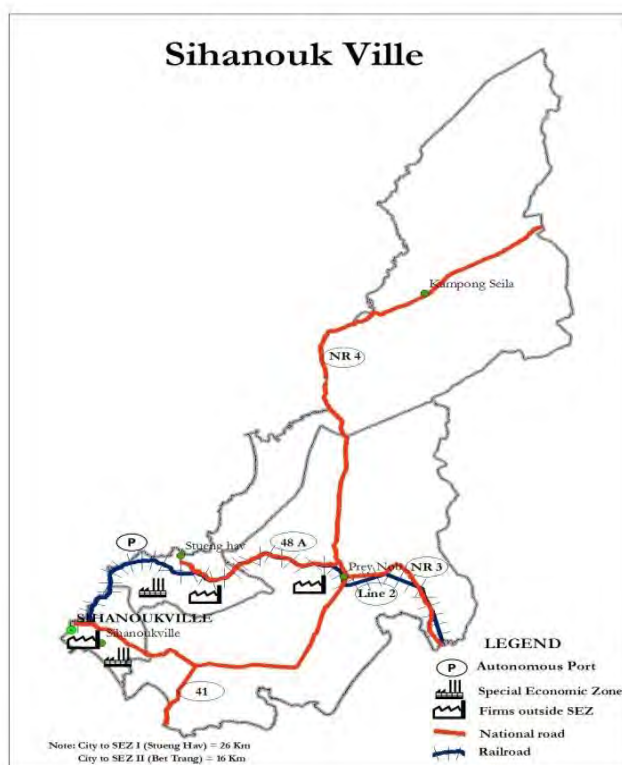 Sihanouk Ville
Kampong Seila
NR 4
P
Stueng hav
48 A
Prey Nob
NR 3
Line 2
SIHANOUKVILLE
Sihanoukville
41
LEGEND
P Autonomous Port
Special Economic Zone
Firms outside SEZ
National road
Railroad
Note: City to SEZ I (Stueng Hav) = 26 Km
City to SEZ II (Bet Trang) = 16 Km